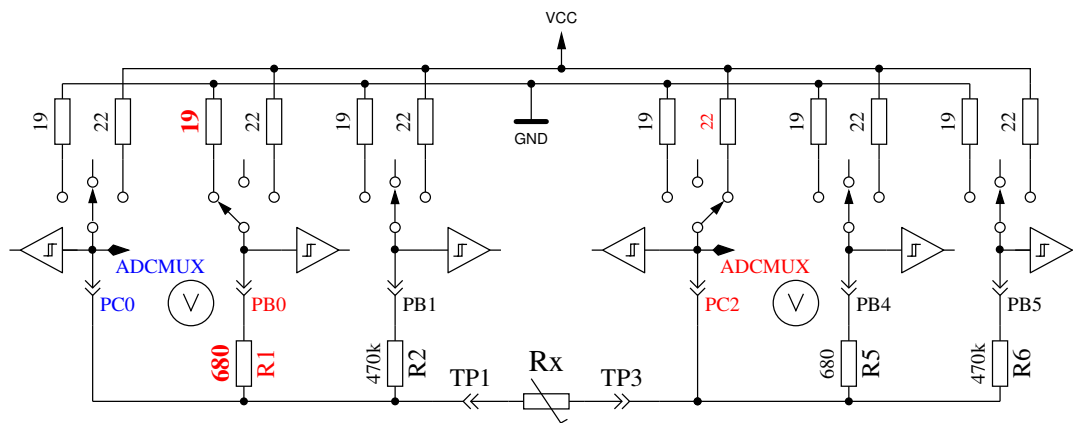 VCC
19
22
19
22
19
22
GND
19
22
19
22
19
22
ADCMUX
ADCMUX
PC0
V
PB0
PB1
PC2
V
PB4
PB5
680
R1
470k
R2
680
R5
470k
R6
TP1
Rx
TP3